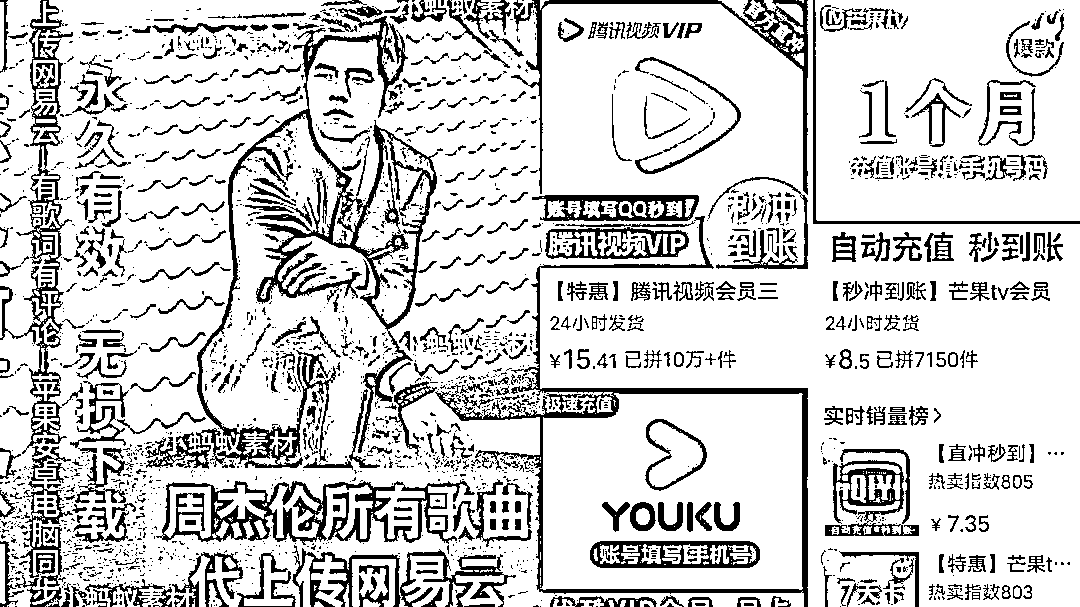 上传网易云—有歌词有评论—苹果安卓电脑同步
永久有效 无损下载
小蚂蚁素材
小蚂蚁素材
小蚂蚁素材
小蚂蚁素材
小蚂蚁素材
周杰伦所有歌曲
代上传网易云
腾讯视频VIP
官方直冲
账号填写QQ秒到
腾讯视频VIP
秒冲
到账
【特惠】腾讯视频会员三
24小时发货
¥15.41 已拼10万+件
极速充值
YOUKU
账号填写(手机号)
芒果tv
爆款
1个月
充值账号填手机号码
自动充值 秒到账
【秒冲到账】芒果tv会员
24小时发货
¥8.5 已拼7150件
实时销量榜>
【直冲秒到】…
热卖指数805
¥7.35
【特惠】芒果t…
热卖指数803
7天卡